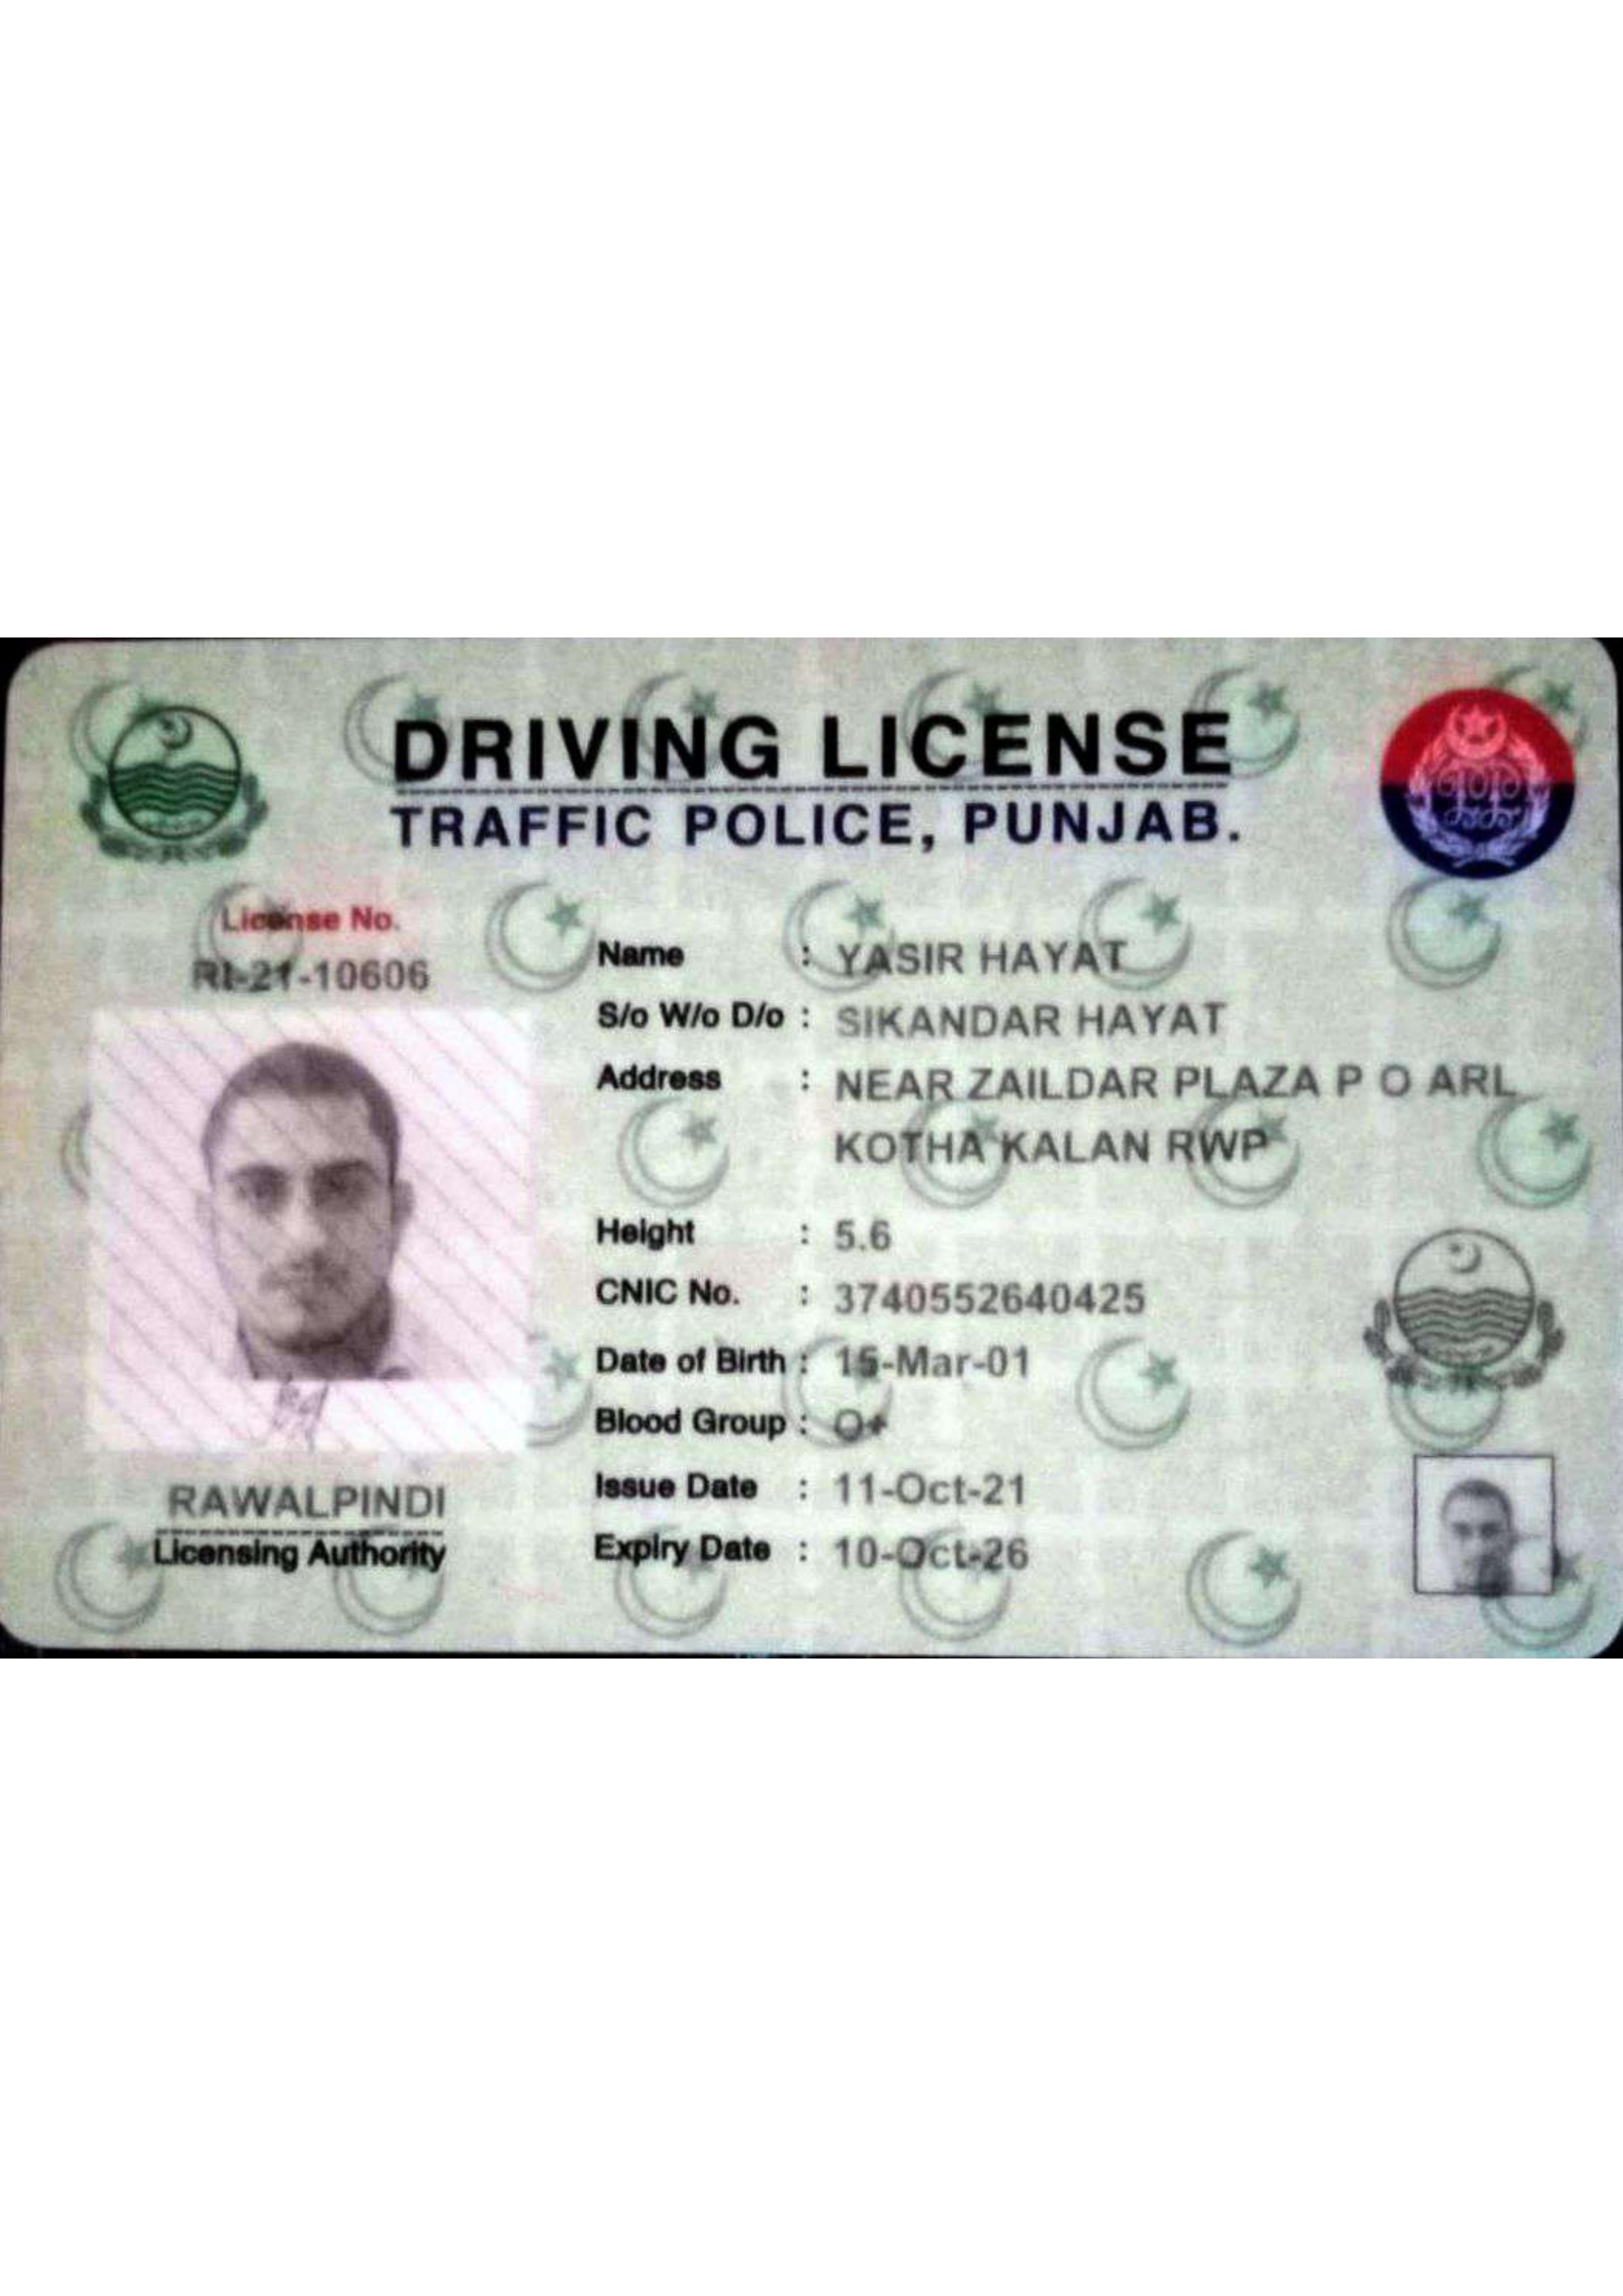 DRIVING LICENSE
TRAFFIC POLICE, PUNJAB.
License No.
RI-21-10606
Name : YASIR HAYAT
S/o W/o D/o : SIKANDAR HAYAT
Address : NEAR ZAILDAR PLAZA P O ARL
KOTHA KALAN RWP
Height : 5.6
CNIC No. : 3740552640425
Date of Birth : 15-Mar-01
Blood Group : O+
Issue Date : 11-Oct-21
Expiry Date : 10-Oct-26
RAWALPINDI
Licensing Authority